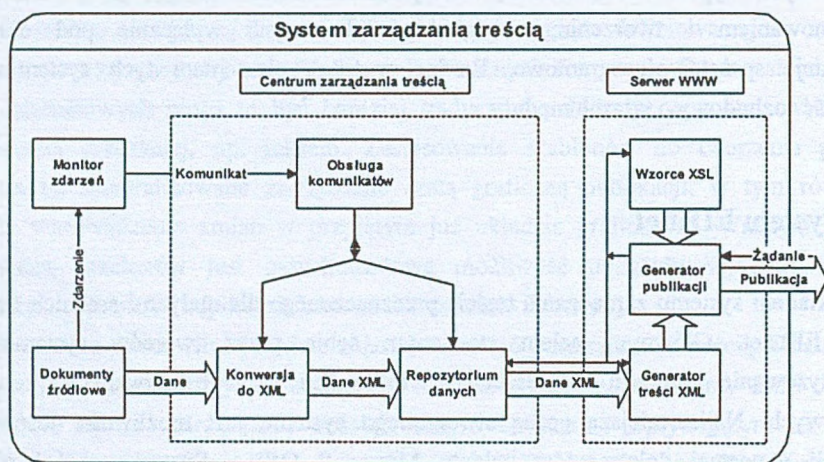 System zarządzania treścią
Centrum zarządzania treścią
Serwer WWW
Monitor
zdarzeń
Komunikat
Obsługa
komunikatów
Wzorce XSL
Zdarzenie
Generator
publikacji
Żądanie
Publikacja
Dokumenty
źródłowe
Dane
Konwersja
do XML
Dane XML
Repozytorium
danych
Dane XML
Generator
treści XML